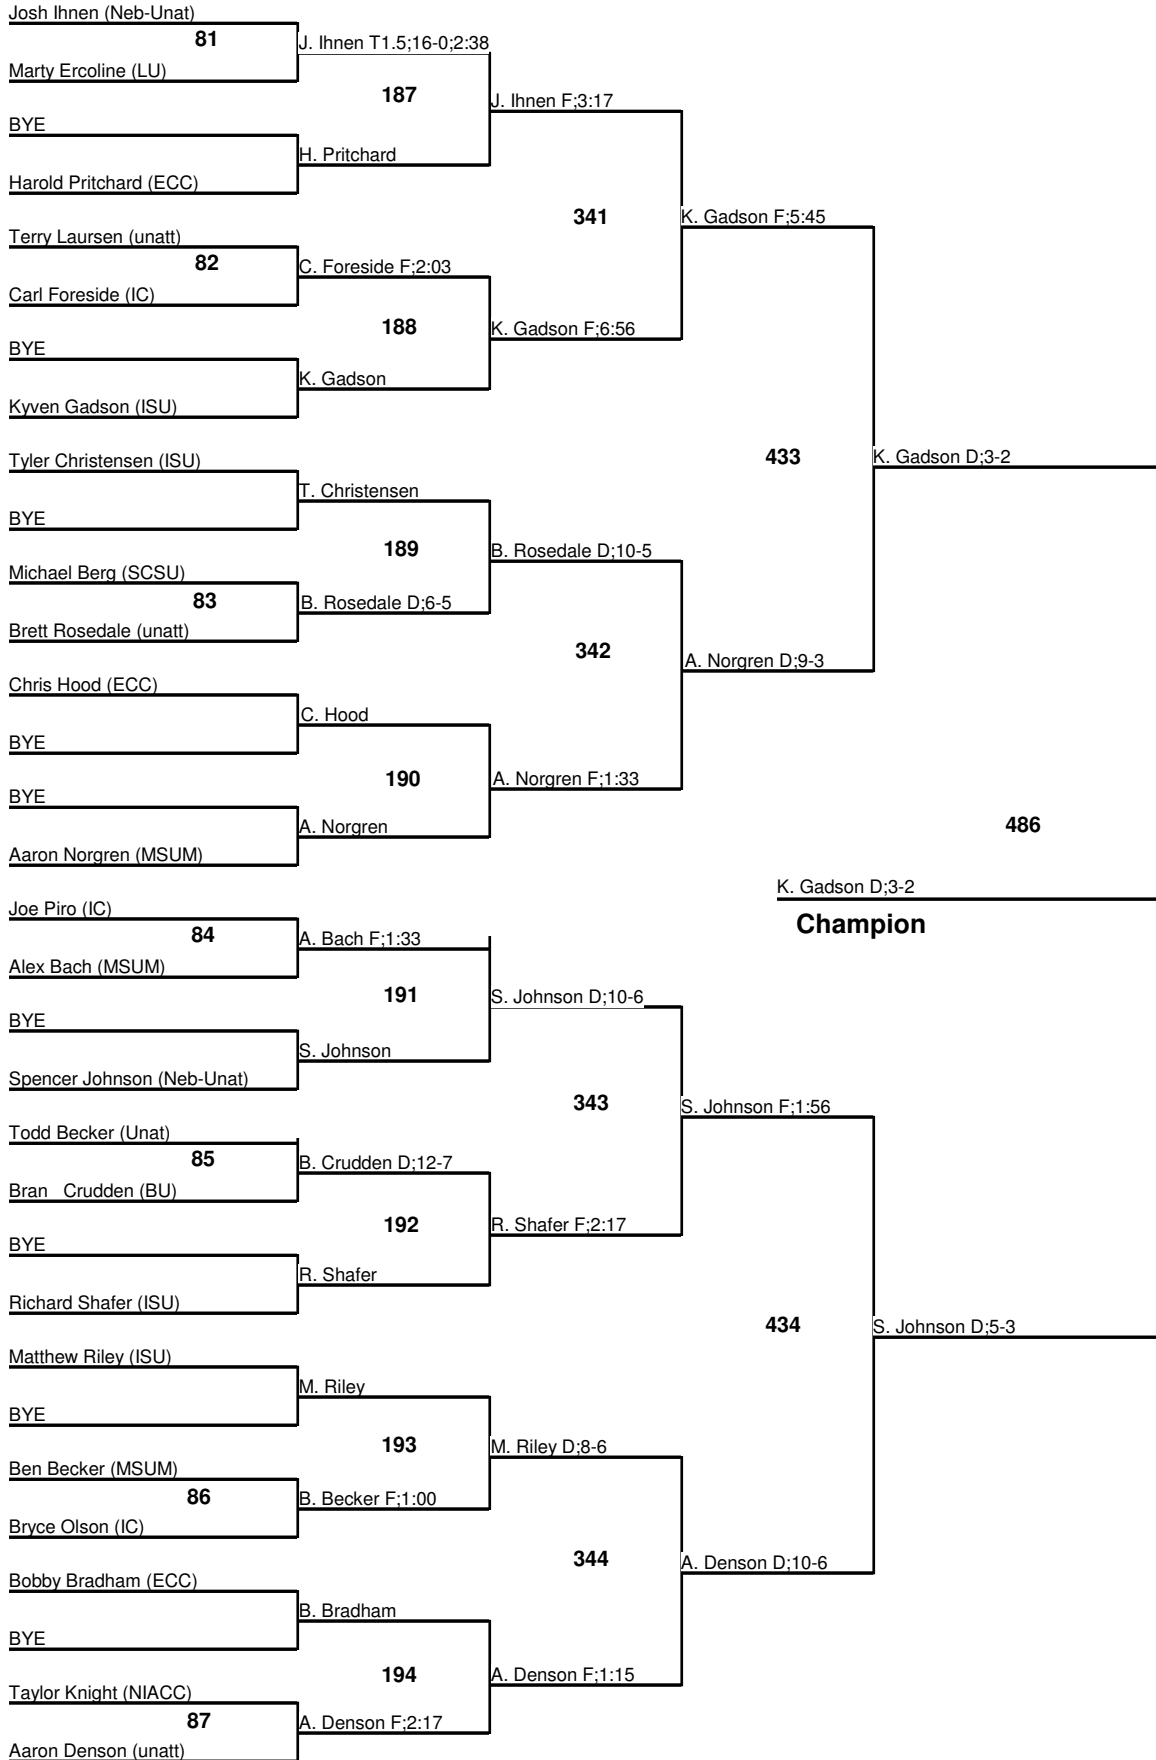 Josh Ihnen (Neb-Unat)
81
J. Ihnen T1.5;16-0;2:38
Marty Ercoline (LU)
187
J. Ihnen F;3:17
BYE
H. Pritchard
Harold Pritchard (ECC)
341
K. Gadson F;5:45
Terry Laursen (unatt)
82
C. Foreside F;2:03
Carl Foreside (IC)
188
K. Gadson F;6:56
BYE
K. Gadson
Kyven Gadson (ISU)
433
K. Gadson D;3-2
Tyler Christensen (ISU)
T. Christensen
BYE
189
B. Rosedale D;10-5
Michael Berg (SCSU)
83
B. Rosedale D;6-5
Brett Rosedale (unatt)
342
A. Norgren D;9-3
Chris Hood (ECC)
C. Hood
BYE
190
A. Norgren F;1:33
BYE
A. Norgren
Aaron Norgren (MSUM)
486
K. Gadson D;3-2
Champion
Joe Piro (IC)
84
A. Bach F;1:33
Alex Bach (MSUM)
191
S. Johnson D;10-6
BYE
S. Johnson
Spencer Johnson (Neb-Unat)
343
S. Johnson F;1:56
Todd Becker (Unat)
85
B. Crudden D;12-7
Bran Crudden (BU)
192
R. Shafer F;2:17
BYE
R. Shafer
Richard Shafer (ISU)
434
S. Johnson D;5-3
Matthew Riley (ISU)
M. Riley
BYE
193
M. Riley D;8-6
Ben Becker (MSUM)
86
B. Becker F;1:00
Bryce Olson (IC)
344
A. Denson D;10-6
Bobby Bradham (ECC)
B. Bradham
BYE
194
A. Denson F;1:15
Taylor Knight (NIACC)
87
A. Denson F;2:17
Aaron Denson (unatt)